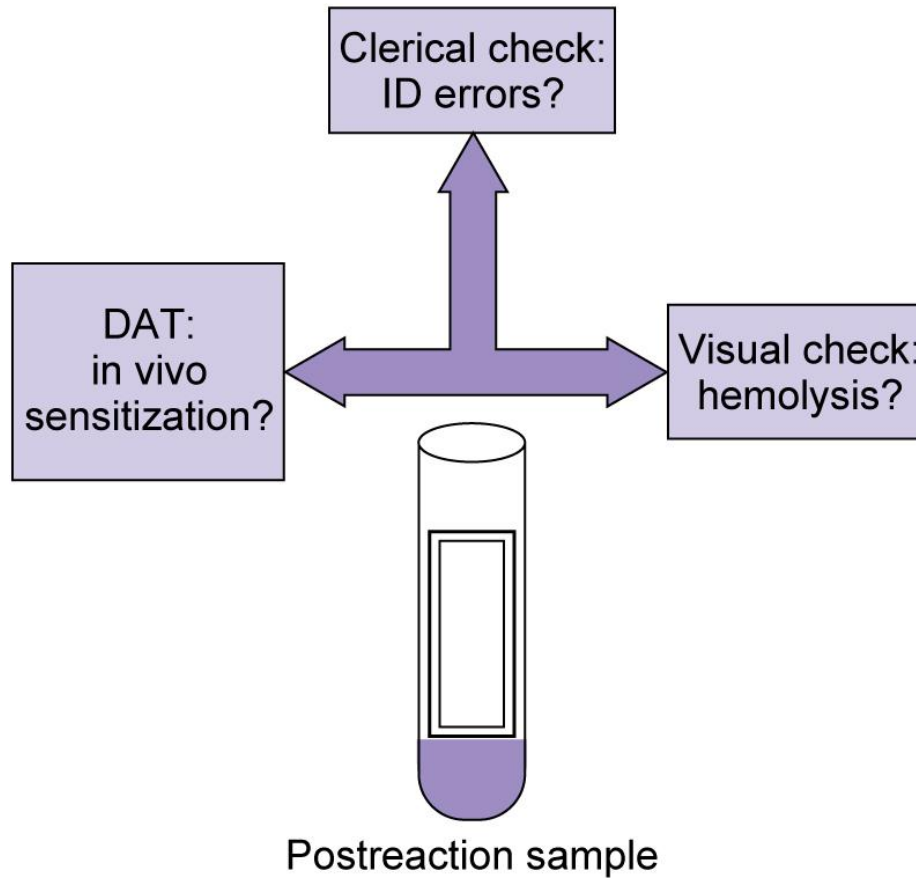 Clerical check:
ID errors?
DAT:
in vivo
sensitization?
Visual check:
hemolysis?
Postreaction sample